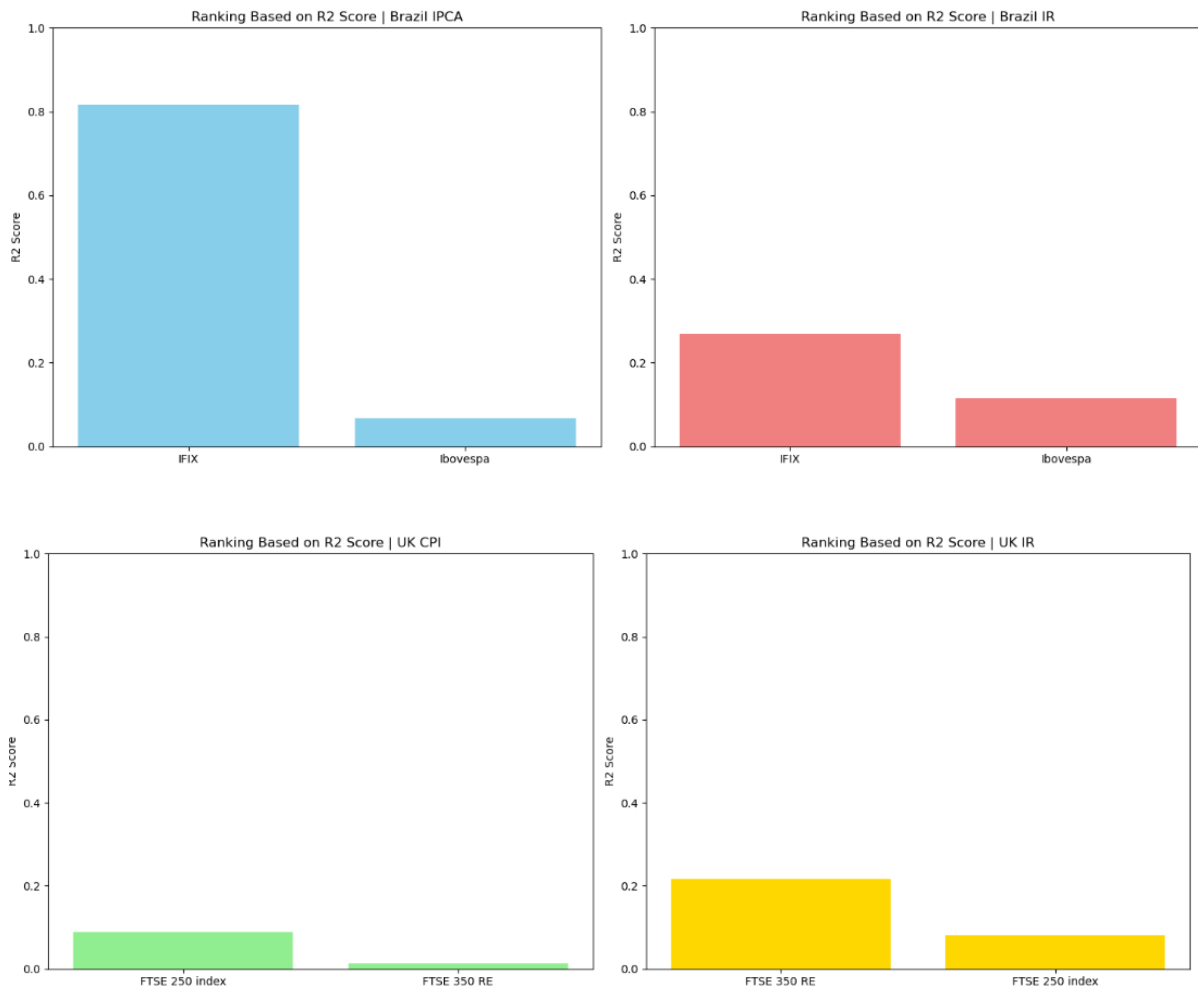 Ranking Based on R2 Score | Brazil IPCA
1.0
0.8
0.6
0.4
0.2
0.0
R2 Score
IFIX Ibovespa
Ranking Based on R2 Score | Brazil IR
1.0
0.8
0.6
0.4
0.2
0.0
R2 Score
IFIX Ibovespa
Ranking Based on R2 Score | UK CPI
1.0
0.8
0.6
0.4
0.2
0.0
R2 Score
FTSE 250 index FTSE 350 RE
Ranking Based on R2 Score | UK IR
1.0
0.8
0.6
0.4
0.2
0.0
R2 Score
FTSE 350 RE FTSE 250 index